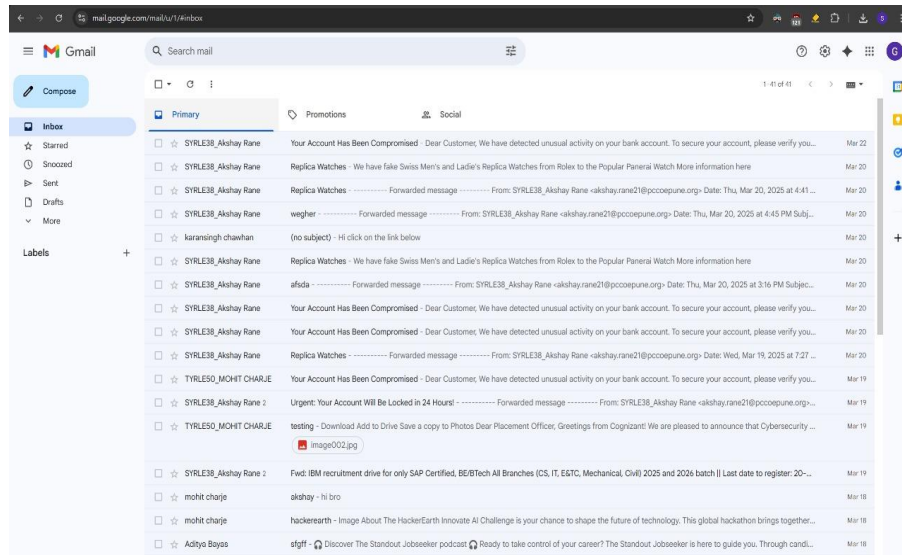 mail.google.com/mail/u/1/#inbox
123
S
Gmail
Search mail
G
Compose
1-41 of 41
Inbox
Starred
Snoozed
Sent
Drafts
More
Labels
Primary
Promotions
Social
SYRLE38_Akshay Rane Your Account Has Been Compromised - Dear Customer, We have detected unusual activity on your bank account. To secure your account, please verify you... Mar 22
SYRLE38_Akshay Rane Replica Watches - We have fake Swiss Men's and Ladie's Replica Watches from Rolex to the Popular Panerai Watch More information here Mar 20
SYRLE38_Akshay Rane Replica Watches - ---------- Forwarded message --------- From: SYRLE38_Akshay Rane <akshay.rane21@pccoepune.org> Date: Thu, Mar 20, 2025 at 4:41 ... Mar 20
SYRLE38_Akshay Rane wegher - ---------- Forwarded message --------- From: SYRLE38_Akshay Rane <akshay.rane21@pccoepune.org> Date: Thu, Mar 20, 2025 at 4:45 PM Subj... Mar 20
karansingh chawhan (no subject) - Hi click on the link below Mar 20
SYRLE38_Akshay Rane Replica Watches - We have fake Swiss Men's and Ladie's Replica Watches from Rolex to the Popular Panerai Watch More information here Mar 20
SYRLE38_Akshay Rane afsda - ---------- Forwarded message --------- From: SYRLE38_Akshay Rane <akshay.rane21@pccoepune.org> Date: Thu, Mar 20, 2025 at 3:16 PM Subjec... Mar 20
SYRLE38_Akshay Rane Your Account Has Been Compromised - Dear Customer, We have detected unusual activity on your bank account. To secure your account, please verify you... Mar 20
SYRLE38_Akshay Rane Your Account Has Been Compromised - Dear Customer, We have detected unusual activity on your bank account. To secure your account, please verify you... Mar 20
SYRLE38_Akshay Rane Replica Watches - ---------- Forwarded message --------- From: SYRLE38_Akshay Rane <akshay.rane21@pccoepune.org> Date: Wed, Mar 19, 2025 at 7:27 ... Mar 20
TYRLE50_MOHIT CHARJE Your Account Has Been Compromised - Dear Customer, We have detected unusual activity on your bank account. To secure your account, please verify you... Mar 19
SYRLE38_Akshay Rane 2 Urgent: Your Account Will Be Locked in 24 Hours! - ---------- Forwarded message --------- From: SYRLE38_Akshay Rane <akshay.rane21@pccoepune.org>... Mar 19
TYRLE50_MOHIT CHARJE testing - Download Add to Drive Save a copy to Photos Dear Placement Officer, Greetings from Cognizant! We are pleased to announce that Cybersecurity ... Mar 19
image002.jpg
SYRLE38_Akshay Rane 2 Fwd: IBM recruitment drive for only SAP Certified, BE/BTech All Branches (CS, IT, E&TC, Mechanical, Civil) 2025 and 2026 batch || Last date to register: 20-... Mar 19
mohit charje akshay - hi bro Mar 18
mohit charje hackerearth - Image About The HackerEarth Innovate AI Challenge is your chance to shape the future of technology. This global hackathon brings together... Mar 18
Aditya Bayas sfgff - 🎧 Discover The Standout Jobseeker podcast 🎧 Ready to take control of your career? The Standout Jobseeker is here to guide you. Through candi... Mar 18